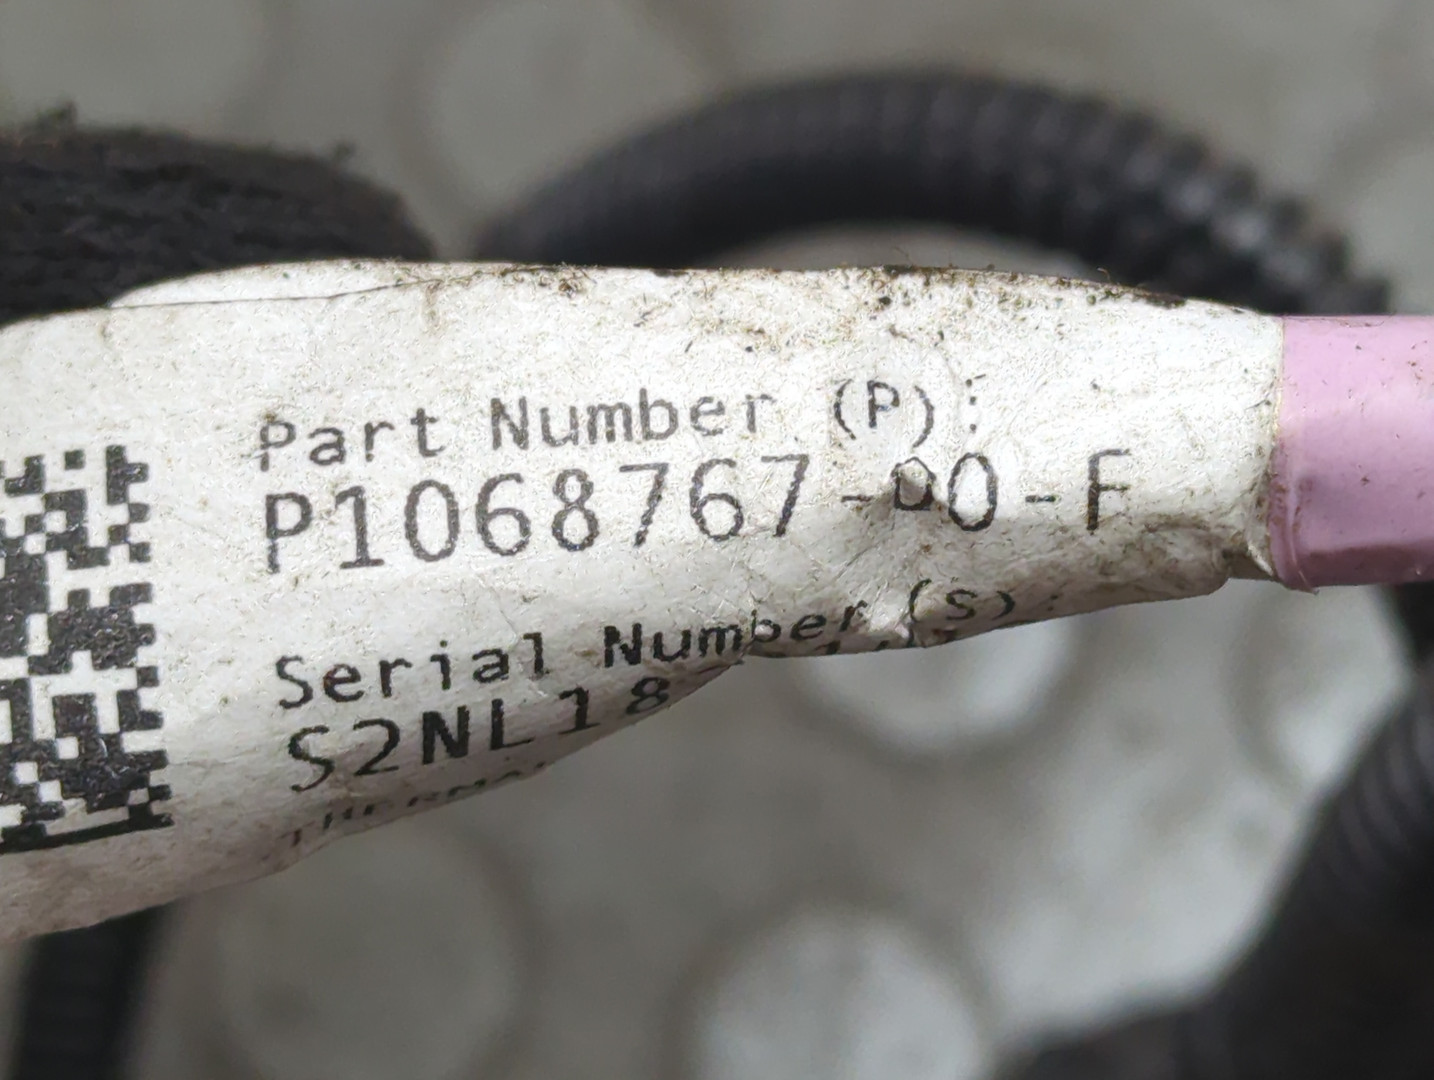 Part Number (P):
P1068767-00-F
Serial Number (S):
S2NL18